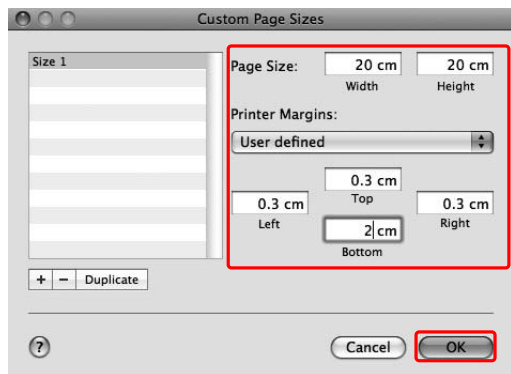 Custom Page Sizes
Size 1
Page Size:
20 cm
20 cm
Width
Height
Printer Margins:
User defined
0.3 cm
Top
0.3 cm
0.3 cm
Left
Right
2 cm
Bottom
+ − Duplicate
?
Cancel
OK